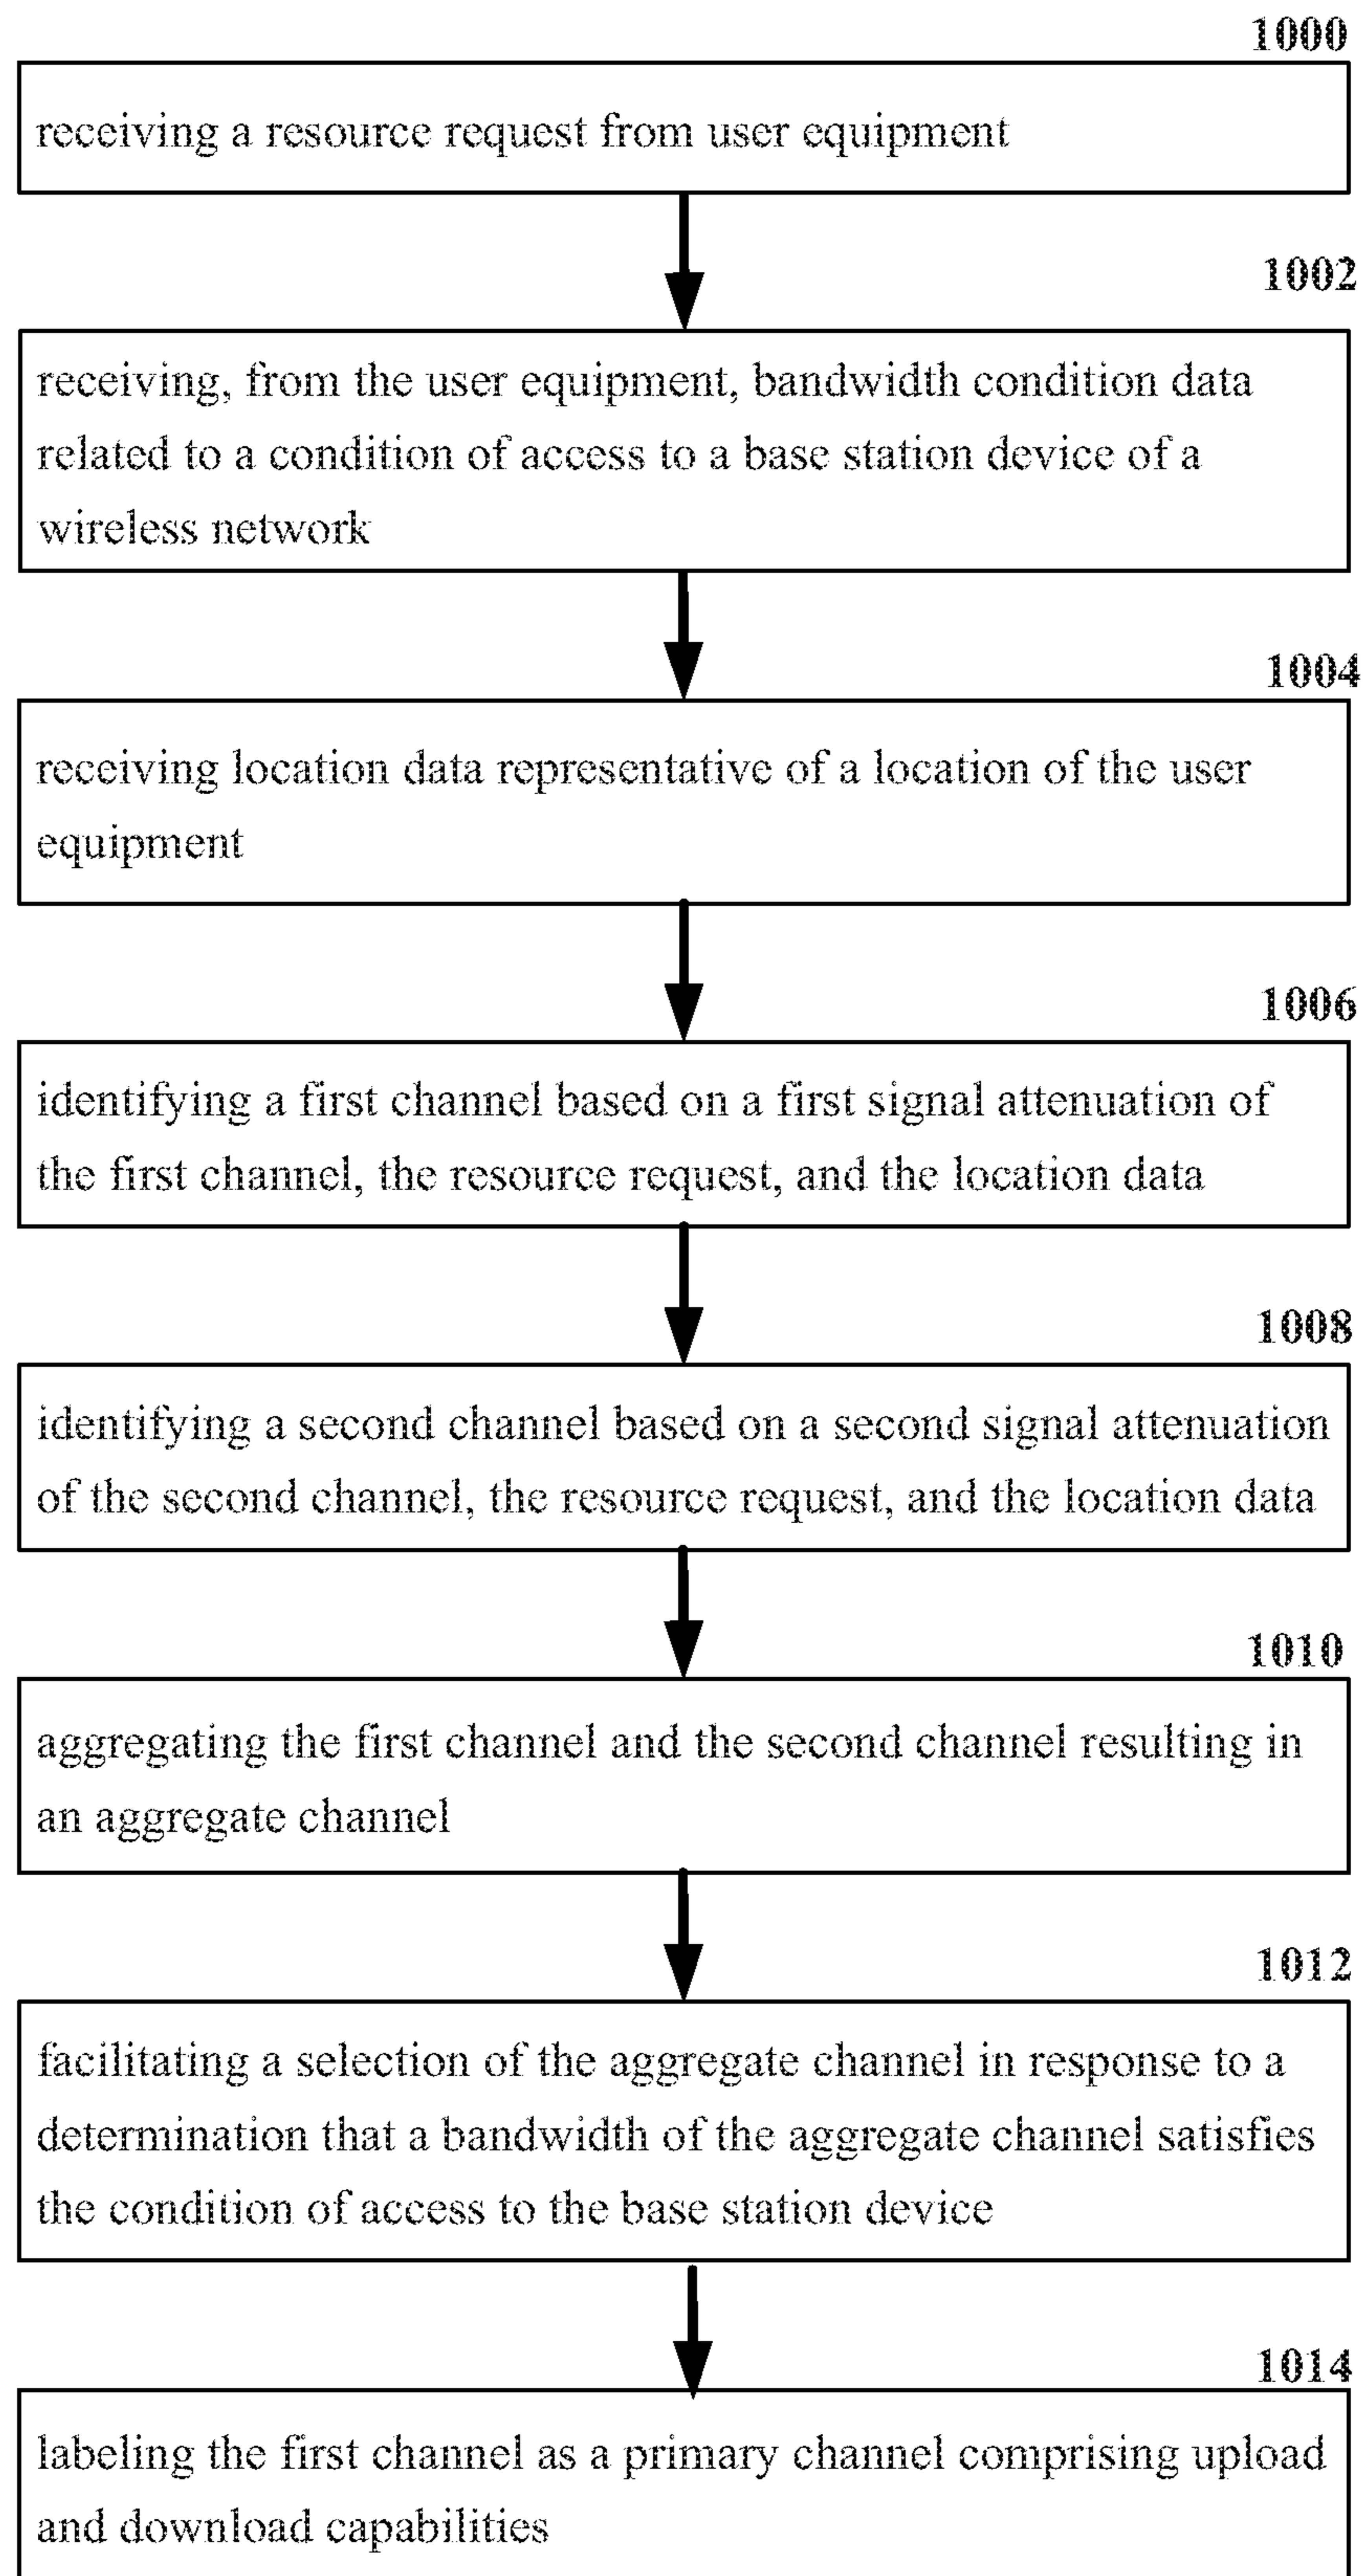 1000
receiving a resource request from user equipment
1002
receiving, from the user equipment, bandwidth condition data
related to a condition of access to a base station device of a
wireless network
1004
receiving location data representative of a location of the user
equipment
1006
identifying a first channel based on a first signal attenuation of
the first channel, the resource request, and the location data
1008
identifying a second channel based on a second signal attenuation
of the second channel, the resource request, and the location data
1010
aggregating the first channel and the second channel resulting in
an aggregate channel
1012
facilitating a selection of the aggregate channel in response to a
determination that a bandwidth of the aggregate channel satisfies
the condition of access to the base station device
1014
labeling the first channel as a primary channel comprising upload
and download capabilities